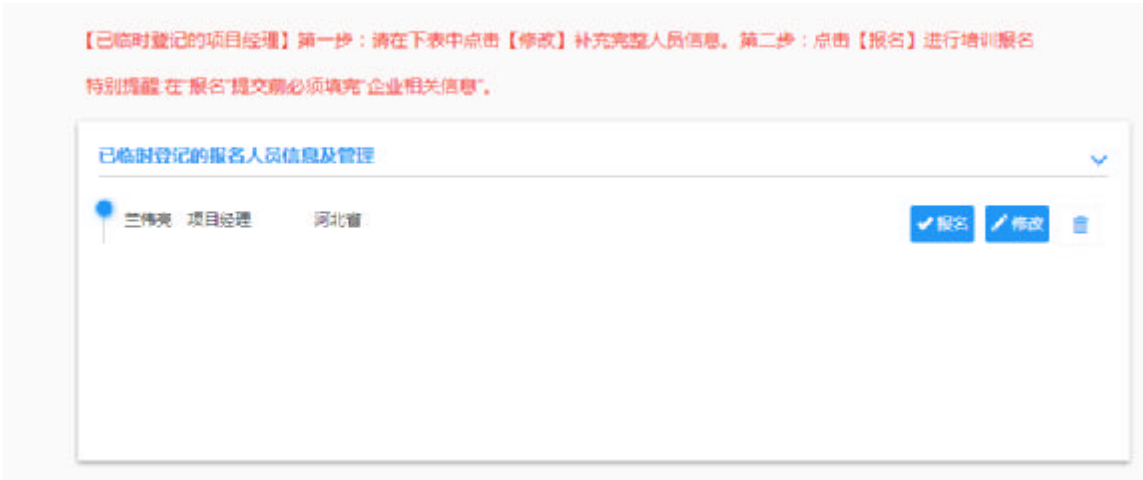 【已临时登记的项目经理】第一步：请在下表中点击【修改】补充完整人员信息。第二步：点击【报名】进行培训报名
特别提醒:在"报名"提交前必须填完"企业相关信息"。
已临时登记的报名人员信息及管理
兰伟亮 项目经理 河北省 报名 修改